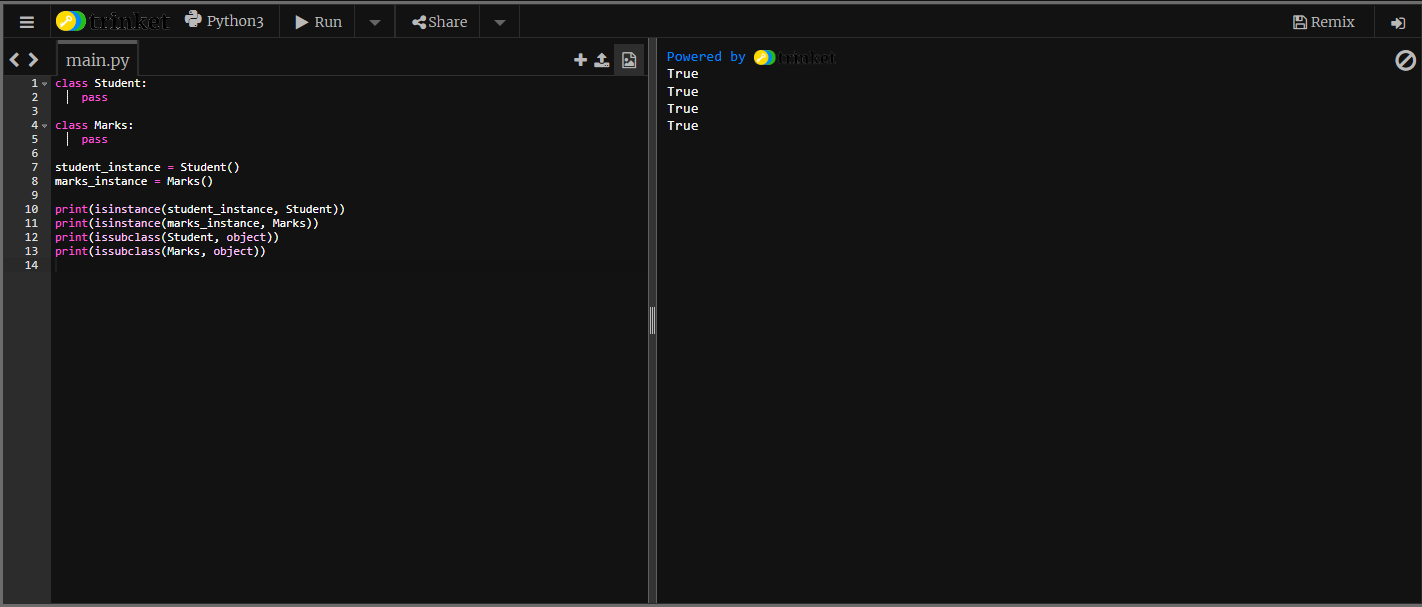 trinket Python3 Run Share Remix
main.py
1 class Student:
2 pass
3
4 class Marks:
5 pass
6
7 student_instance = Student()
8 marks_instance = Marks()
9
10 print(isinstance(student_instance, Student))
11 print(isinstance(marks_instance, Marks))
12 print(issubclass(Student, object))
13 print(issubclass(Marks, object))
14
Powered by trinket
True
True
True
True